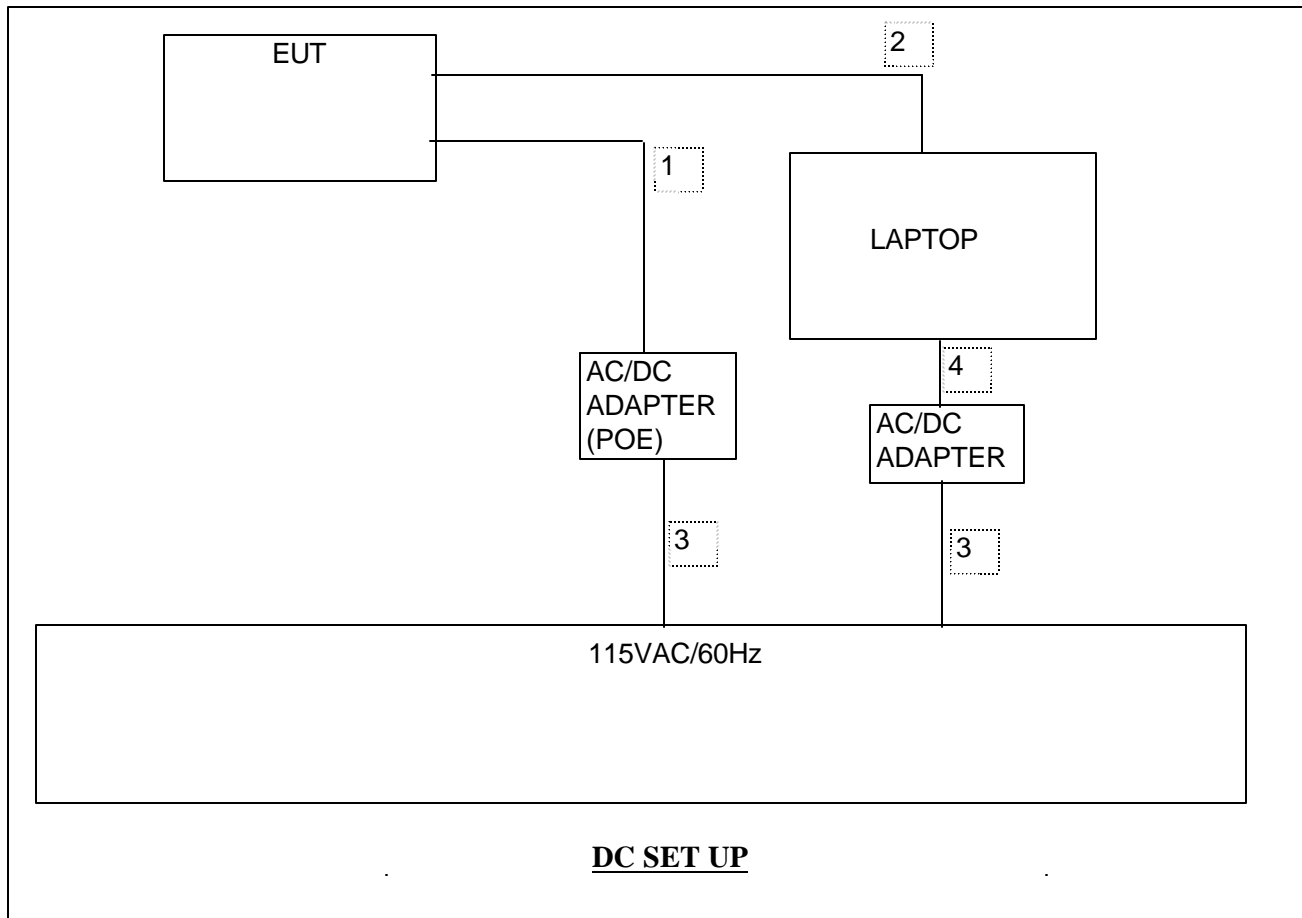 EUT
2
1
LAPTOP
AC/DC
ADAPTER
(POE)
4
AC/DC
ADAPTER
3
3
115VAC/60Hz
DC SET UP